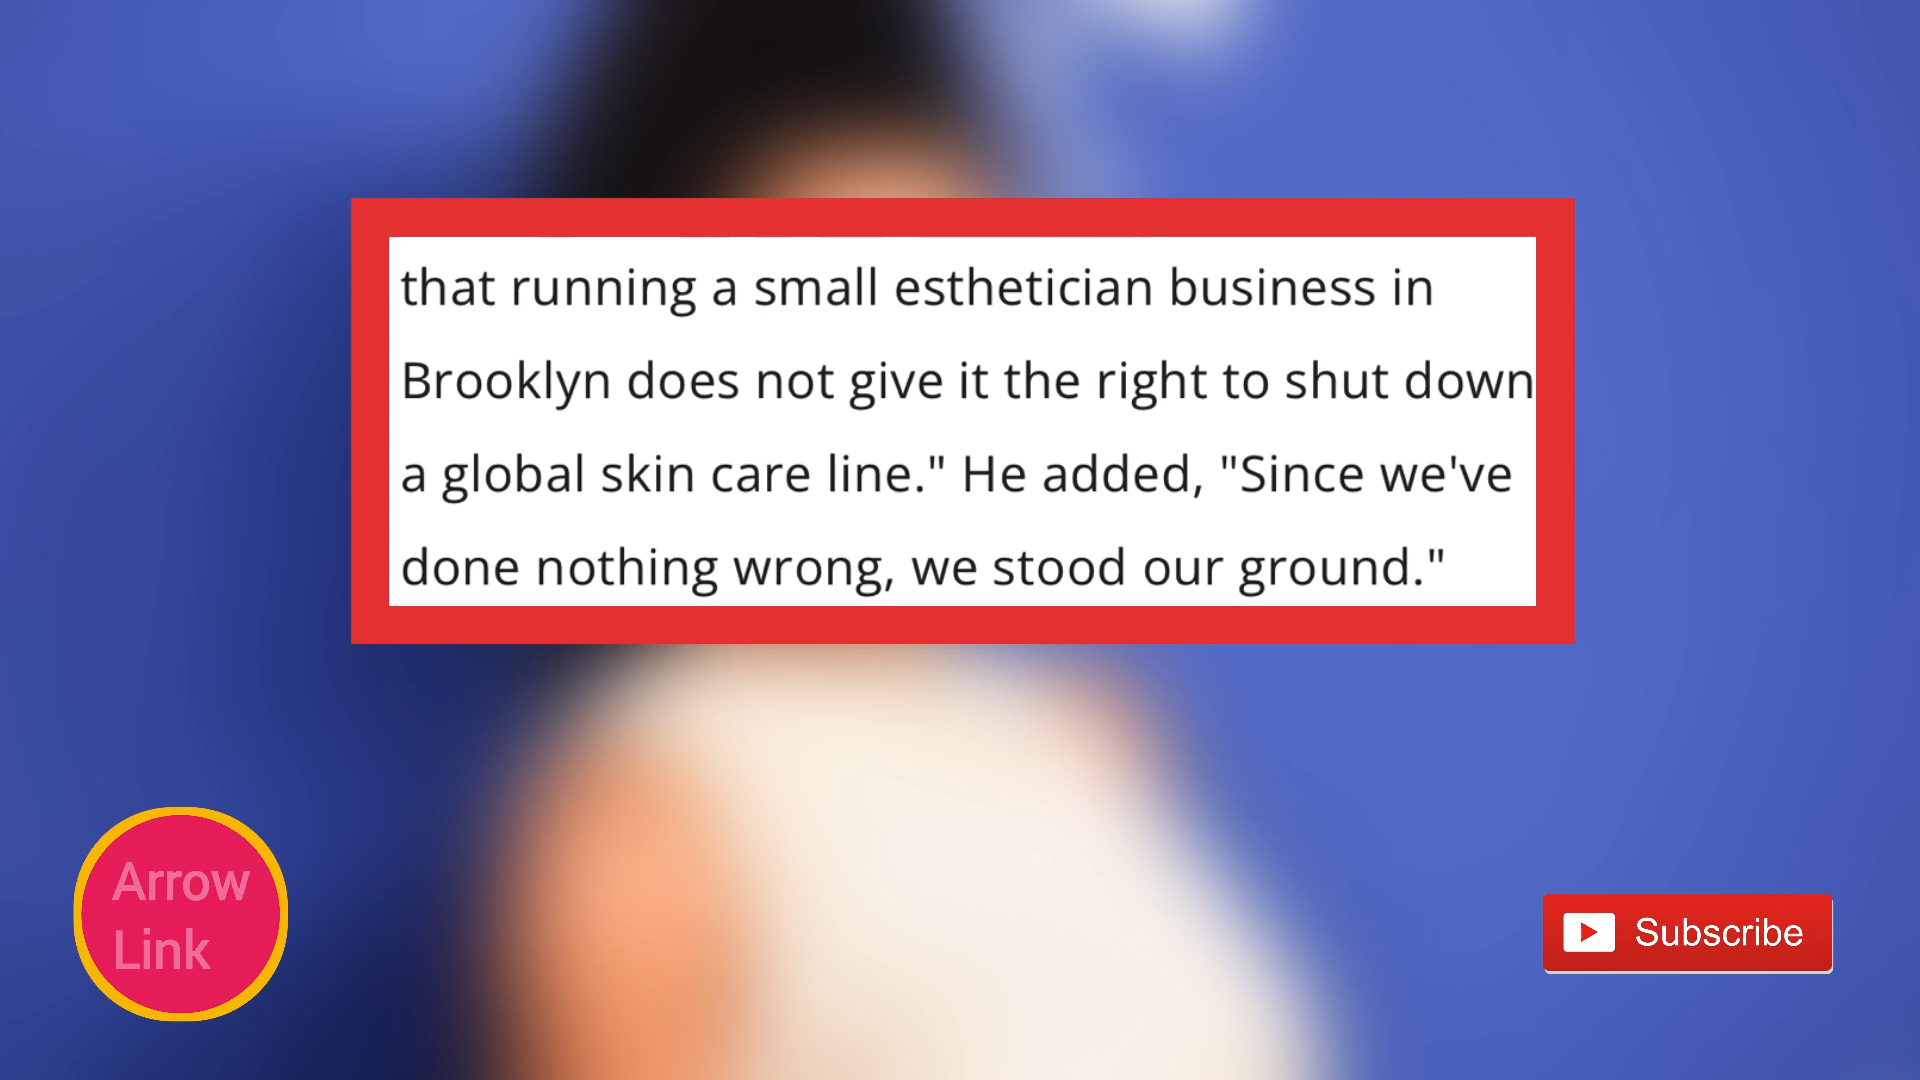 that running a small esthetician business in
Brooklyn does not give it the right to shut down
a global skin care line." He added, "Since we've
done nothing wrong, we stood our ground."
Arrow
Link
Subscribe